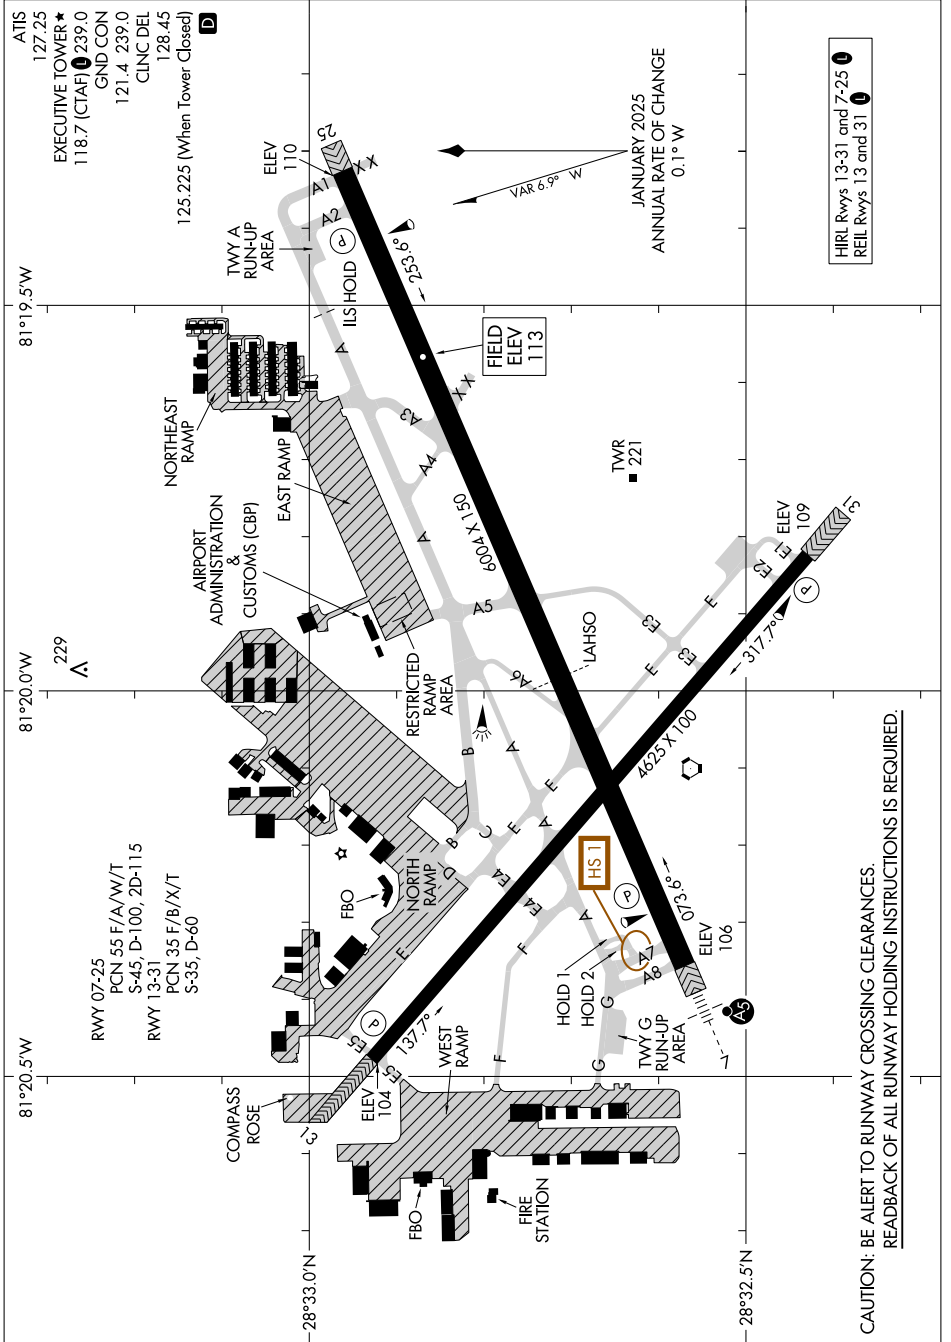 ATIS
127.25
EXECUTIVE TOWER★
118.7 (CTAF) L 239.0
GND CON
121.4 239.0
CLNC DEL
128.45
125.225 (When Tower Closed)
D
RWY 07-25
PCN 55 F/A/W/T
S-45, D-100, 2D-115
RWY 13-31
PCN 35 F/B/X/T
S-35, D-60
81°20.5'W
81°20.0'W
81°19.5'W
28°33.0'N
28°32.5'N
229
COMPASS
ROSE
13
ELEV
104
E5
E5
137.7°
P
WEST
RAMP
FBO
FIRE
STATION
FBO
NORTH
RAMP
E
D
B
C
B
E
E4
E4
F
F
G
G
TWY G
RUN-UP
AREA
HOLD 1
HOLD 2
HS 1
A
A7
A8
P
073.6°
ELEV
106
A5
7
A
E
A
A6
LAHSO
4625 X 100
6004 X 150
A5
A
A4
A3
A
X X
RESTRICTED
RAMP
AREA
AIRPORT
ADMINISTRATION
&
CUSTOMS (CBP)
EAST RAMP
NORTHEAST
RAMP
TWY A
RUN-UP
AREA
ILS HOLD
P
A2
A1
ELEV
110
25
X X
253.6°
FIELD
ELEV
113
TWR
221
E3
E3
E
E
E2
E1
ELEV
109
31
P
317.7°
VAR 6.9° W
JANUARY 2025
ANNUAL RATE OF CHANGE
0.1° W
HIRL Rwys 13-31 and 7-25 L
REIL Rwys 13 and 31 L
CAUTION: BE ALERT TO RUNWAY CROSSING CLEARANCES.
READBACK OF ALL RUNWAY HOLDING INSTRUCTIONS IS REQUIRED.